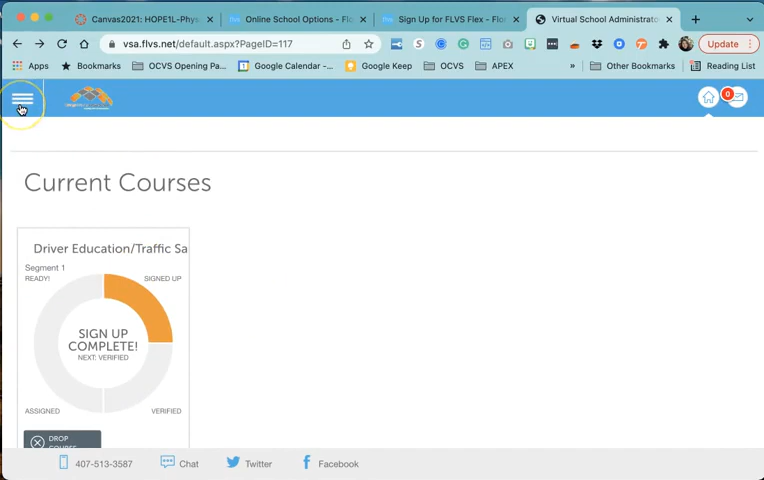 Canvas2021: HOPE1L-Phys
Online School Options – Flo
Sign Up for FLVS Flex – Flor
Virtual School Administrato
vsa.flvs.net/default.aspx?PageID=117
Update
Apps
Bookmarks
OCVS Opening Pa...
Google Calendar -...
Google Keep
OCVS
APEX
»
Other Bookmarks
Reading List
0
Current Courses
Driver Education/Traffic Sa
Segment 1
READY!
SIGNED UP
SIGN UP
COMPLETE!
NEXT: VERIFIED
ASSIGNED
VERIFIED
DROP
COURSE
407-513-3587
Chat
Twitter
Facebook